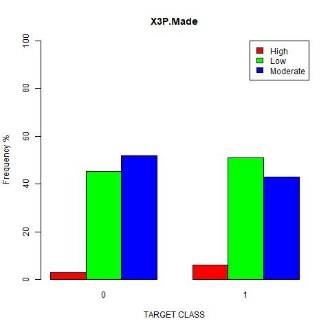 X3P.Made
High
Low
Moderate
100
80
60
40
20
0
Frequency %
0 1
TARGET CLASS